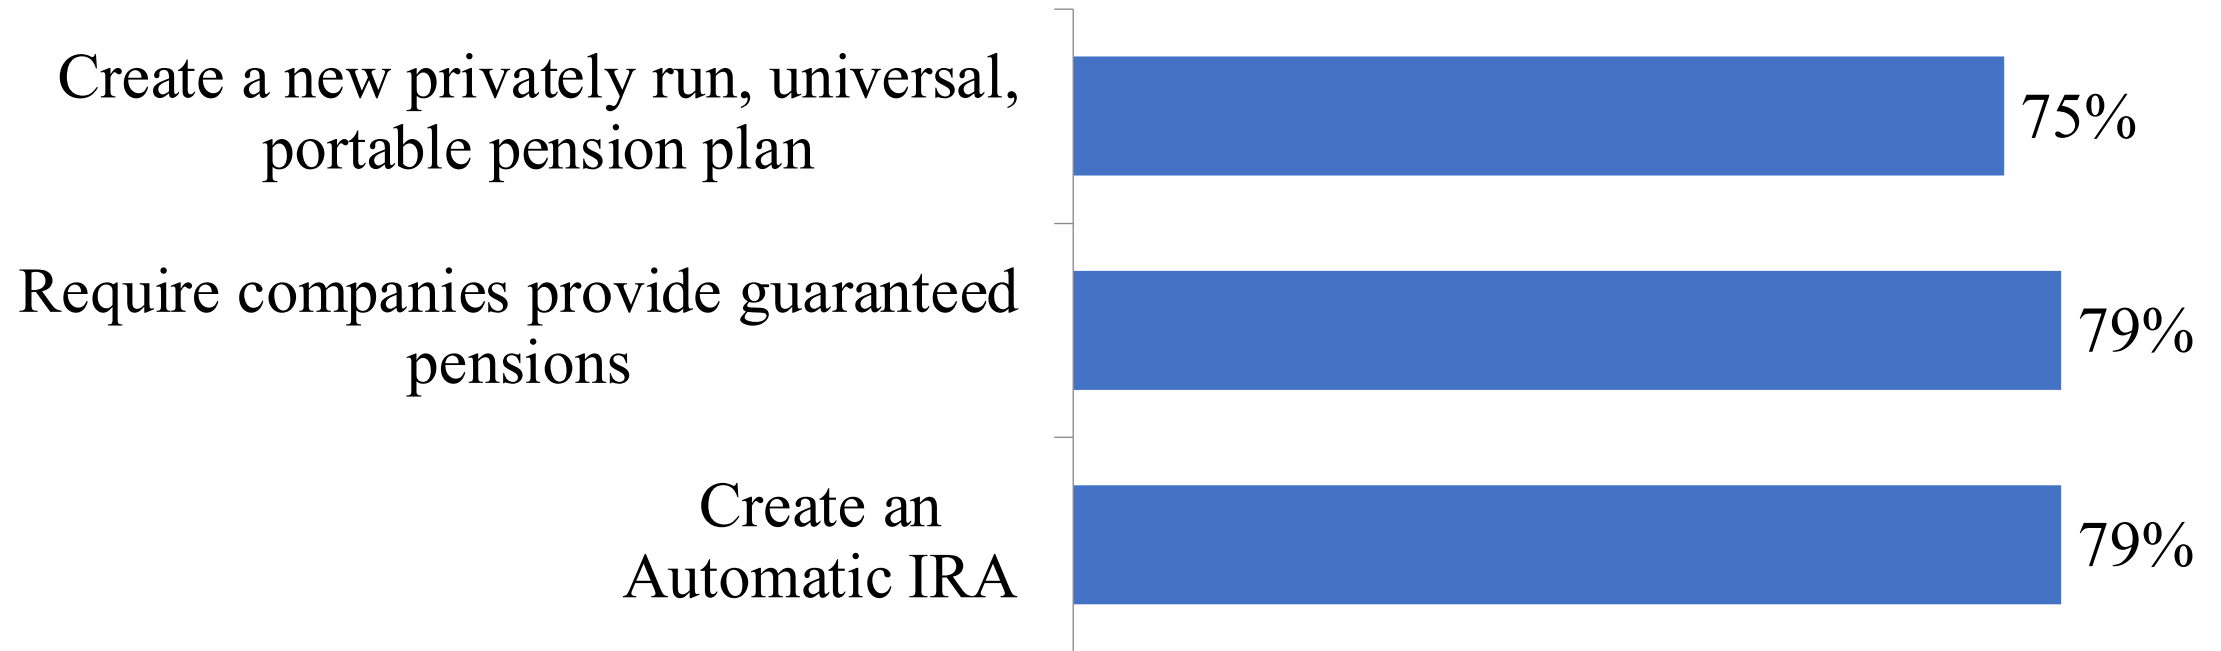 Create a new privately run, universal,
portable pension plan
75%
Require companies provide guaranteed
pensions
79%
Create an
Automatic IRA
79%